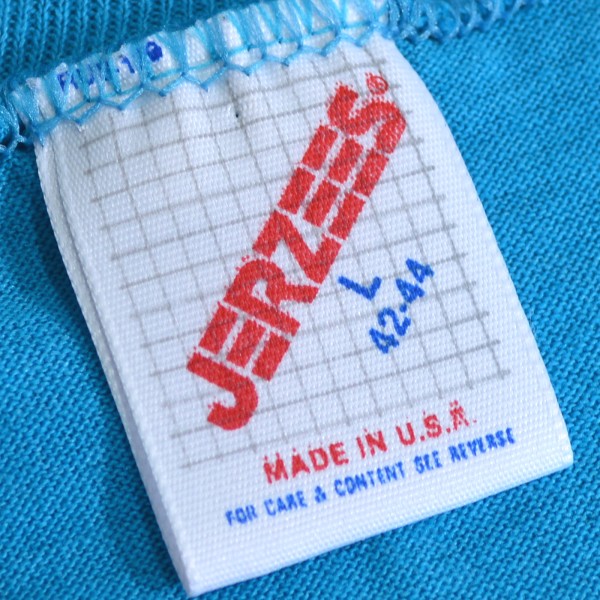 JERZEES®
L
42-44
MADE IN U.S.A.
FOR CARE & CONTENT SEE REVERSE